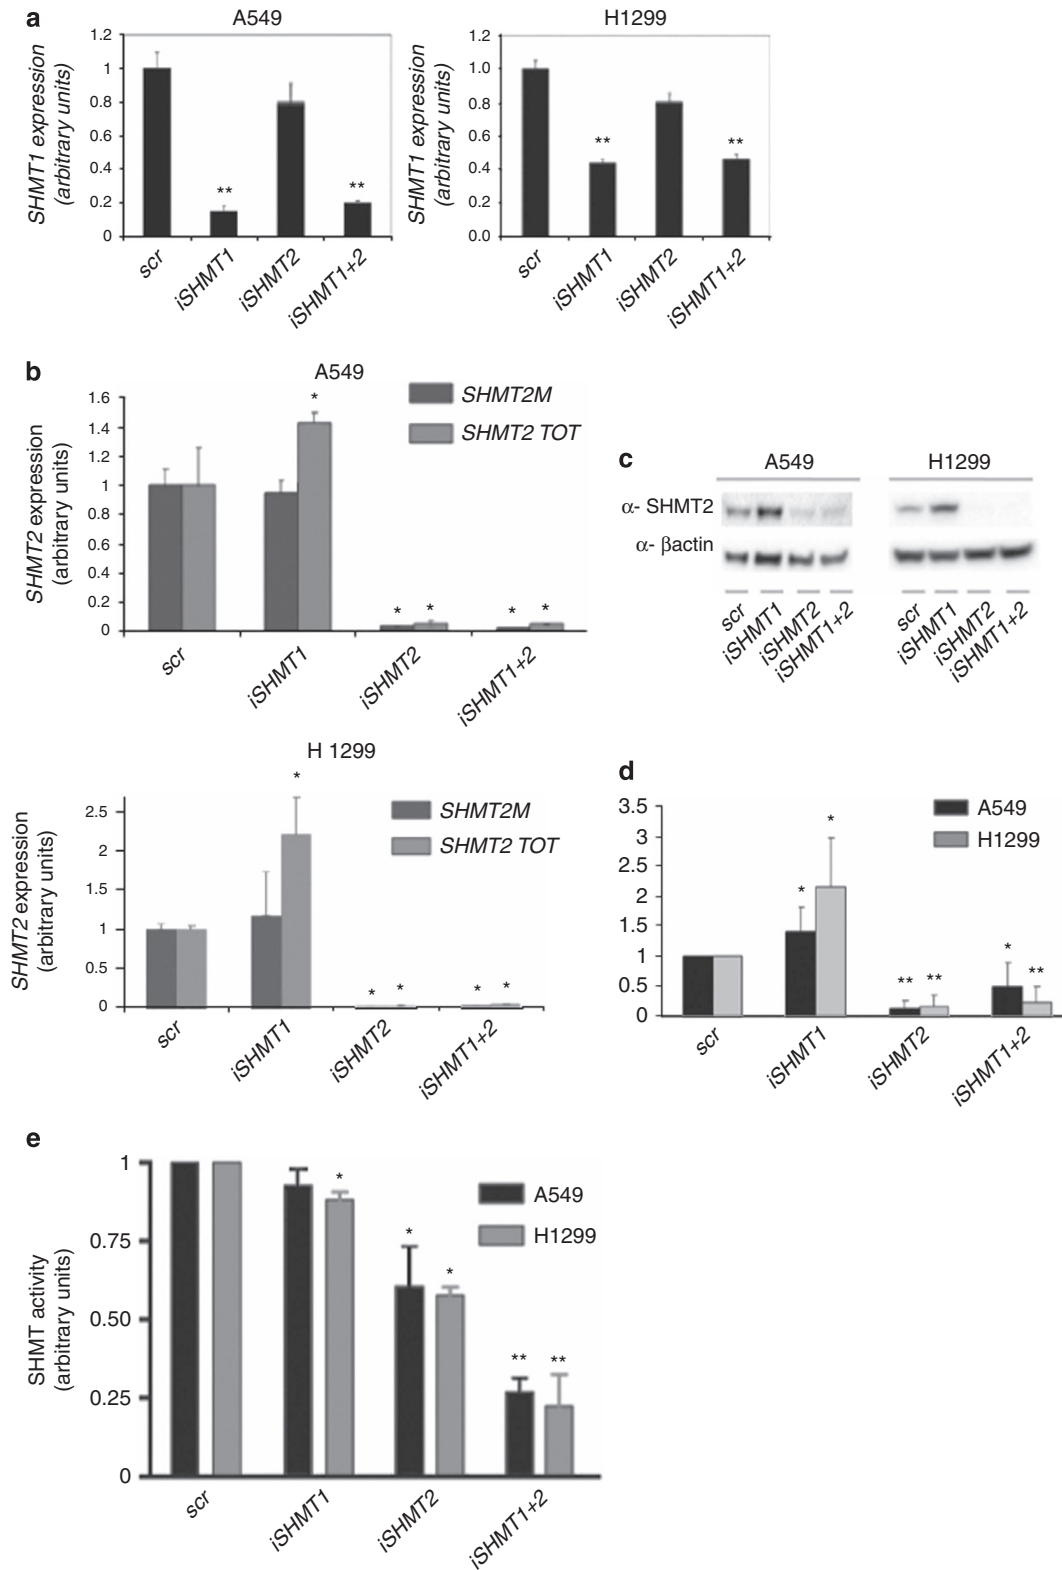 a
A549
SHMT1 expression
(arbitrary units)
1.2
1
0.8
0.6
0.4
0.2
0
**
**
scr
iSHMT1
iSHMT2
iSHMT1+2
H1299
SHMT1 expression
(arbitrary units)
1.2
1.0
0.8
0.6
0.4
0.2
0.0
**
**
scr
iSHMT1
iSHMT2
iSHMT1+2
b
A549
SHMT2M
SHMT2 TOT
SHMT2 expression
(arbitrary units)
1.6
1.4
1.2
1
0.8
0.6
0.4
0.2
0
*
* *
* *
scr
iSHMT1
iSHMT2
iSHMT1+2
c
A549
H1299
α- SHMT2
α- βactin
scr
iSHMT1
iSHMT2
iSHMT1+2
scr
iSHMT1
iSHMT2
iSHMT1+2
H 1299
SHMT2M
SHMT2 TOT
SHMT2 expression
(arbitrary units)
2.5
2
1.5
1
0.5
0
*
* *
* *
scr
iSHMT1
iSHMT2
iSHMT1+2
d
A549
H1299
3.5
3
2.5
2
1.5
1
0.5
0
* *
** **
* **
scr
iSHMT1
iSHMT2
iSHMT1+2
e
A549
H1299
SHMT activity
(arbitrary units)
1
0.75
0.50
0.25
0
*
* *
** **
scr
iSHMT1
iSHMT2
iSHMT1+2